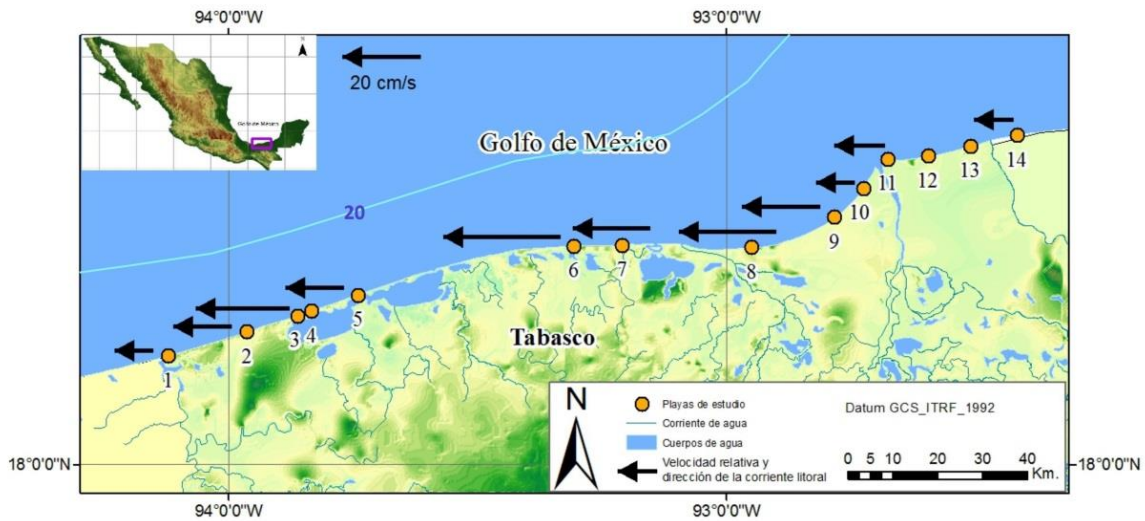 94°0'0"W 93°0'0"W
N
Golfo de México
20 cm/s
Golfo de México
20
14
13
12
11
10
9
8
7
6
5
4
3
2
1
Tabasco
N
Playas de estudio
Corriente de agua
Cuerpos de agua
Velocidad relativa y
dirección de la corriente litoral
Datum GCS_ITRF_1992
0 5 10 20 30 40
Km.
18°0'0"N 18°0'0"N
94°0'0"W 93°0'0"W